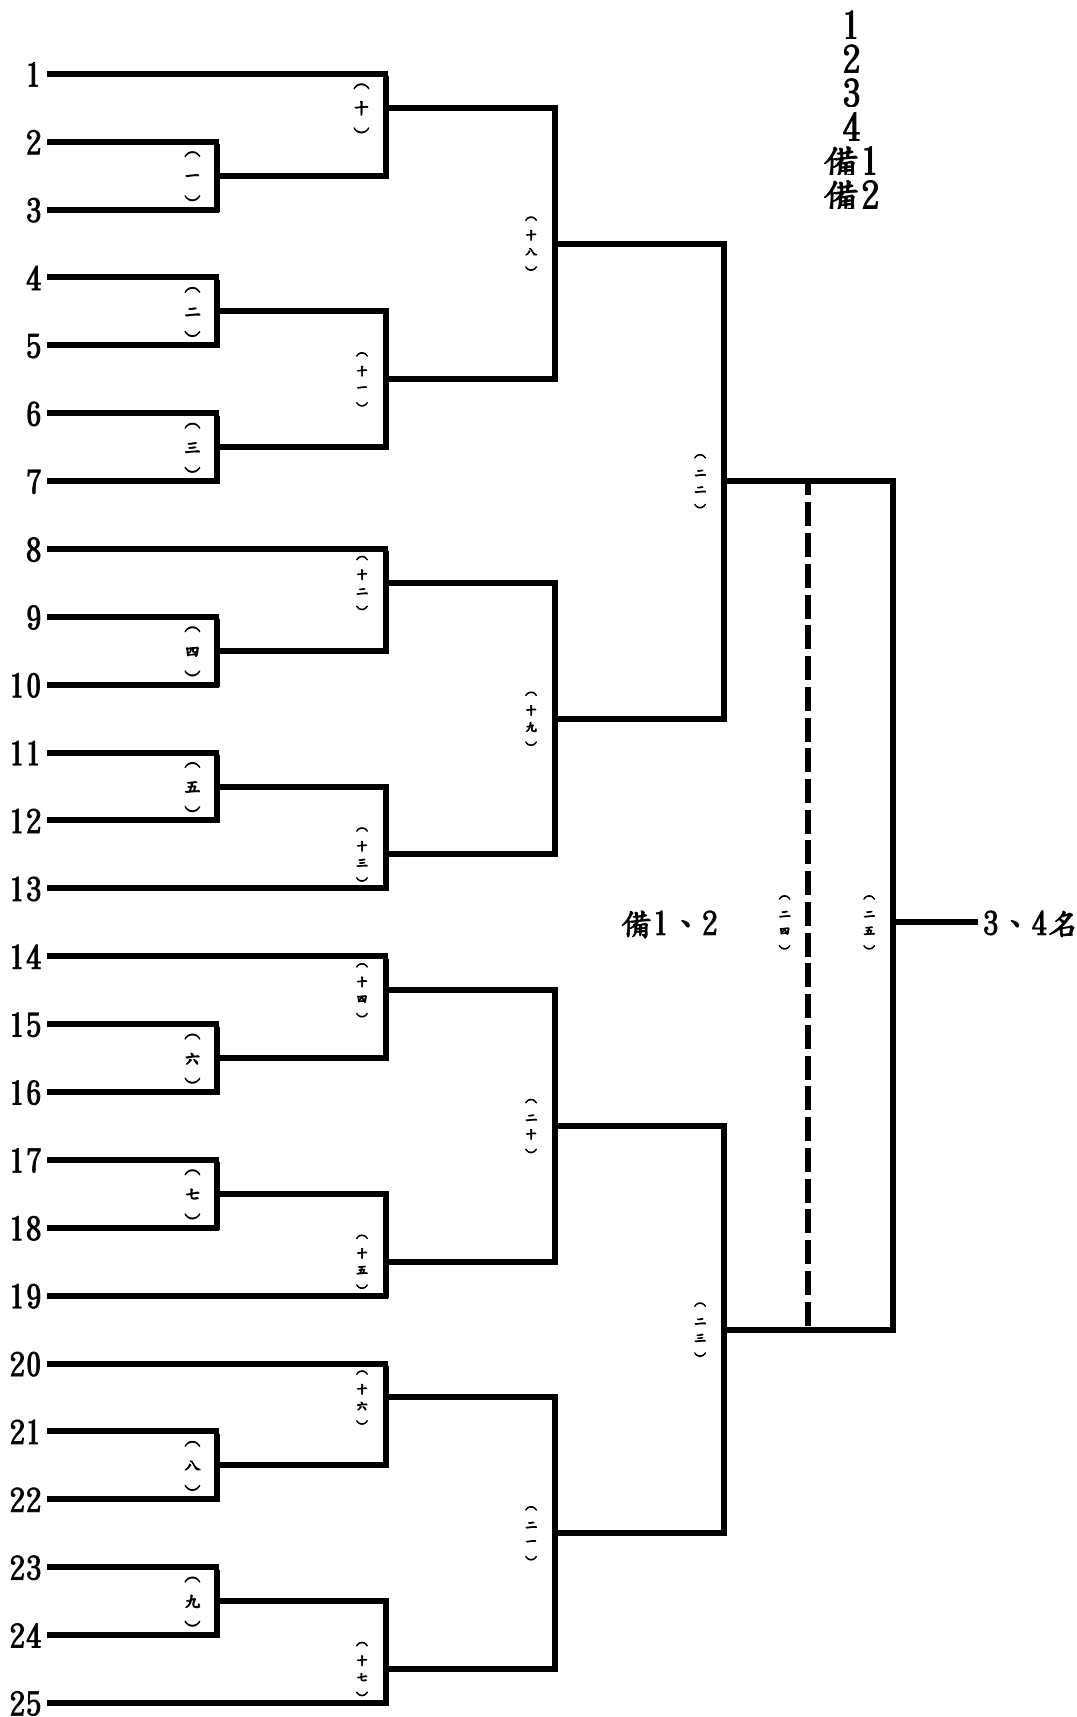 1
2
3
4
備1
備2
1
(十)
2
(一)
3
(十八)
4
(二)
5
(十一)
6
(三)
7
(二二)
8
(十二)
9
(四)
10
(十九)
11
(五)
12
(十三)
13
備1、2
(二四)
(二五)
3、4名
14
(十四)
15
(六)
16
(二十)
17
(七)
18
(十五)
19
(二三)
20
(十六)
21
(八)
22
(二一)
23
(九)
24
(十七)
25